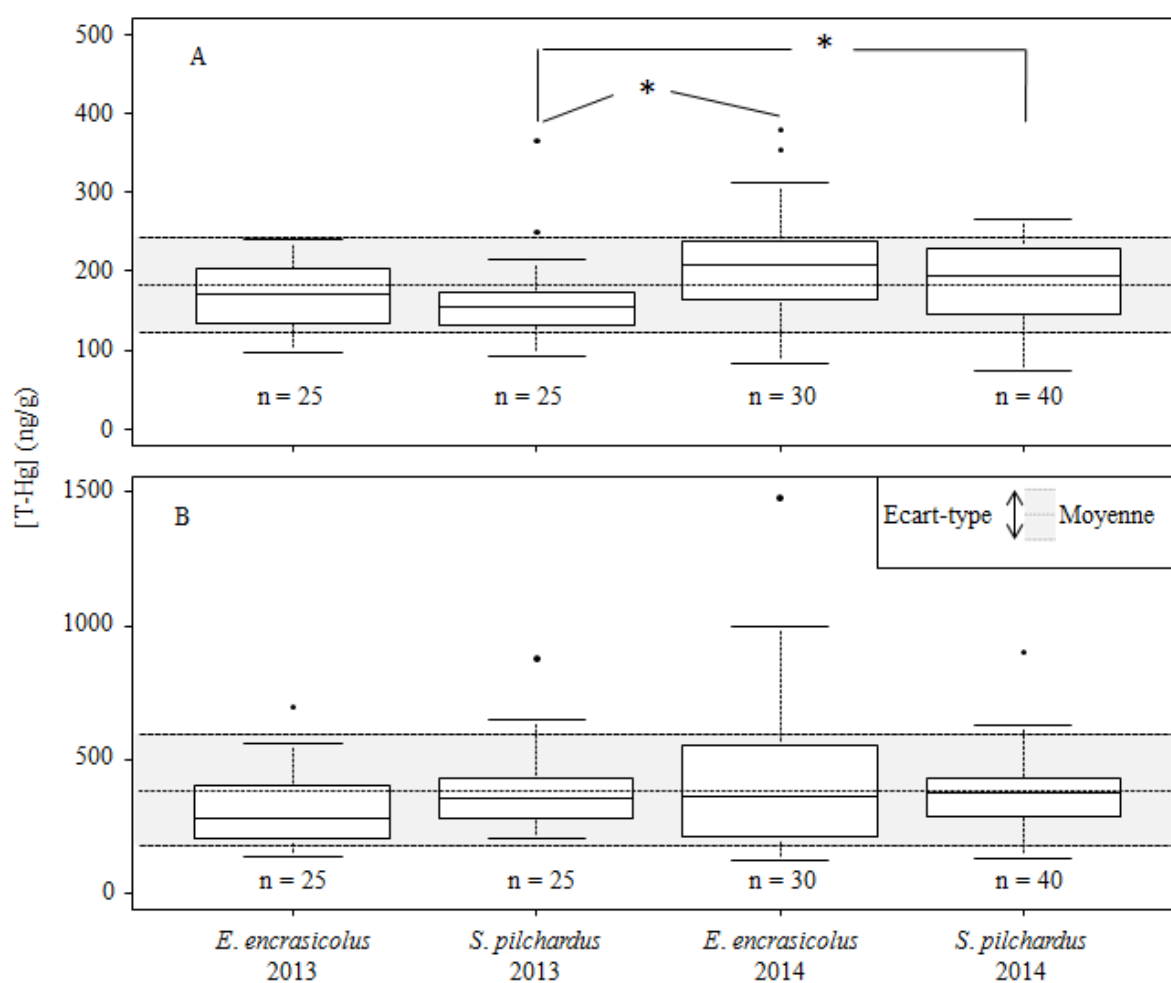 [T-Hg] (ng/g)
500
400
300
200
100
0
A
*
*
n = 25
n = 25
n = 30
n = 40
1500
1000
500
0
B
Ecart-type
Moyenne
n = 25
n = 25
n = 30
n = 40
E. encrasicolus
2013
S. pilchardus
2013
E. encrasicolus
2014
S. pilchardus
2014